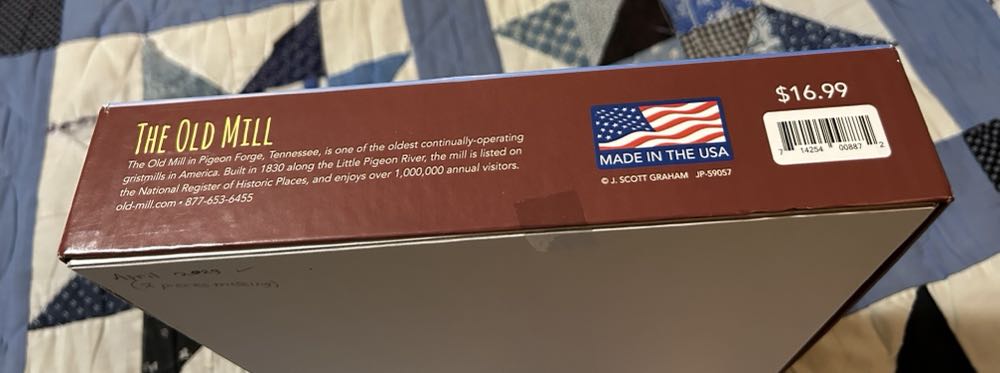 THE OLD MILL
The Old Mill in Pigeon Forge, Tennessee, is one of the oldest continually-operating
gristmills in America. Built in 1830 along the Little Pigeon River, the mill is listed on
the National Register of Historic Places, and enjoys over 1,000,000 annual visitors.
old-mill.com • 877-653-6455
MADE IN THE USA
© J. SCOTT GRAHAM JP-59057
$16.99
7 14254 00887 2
April
missing)